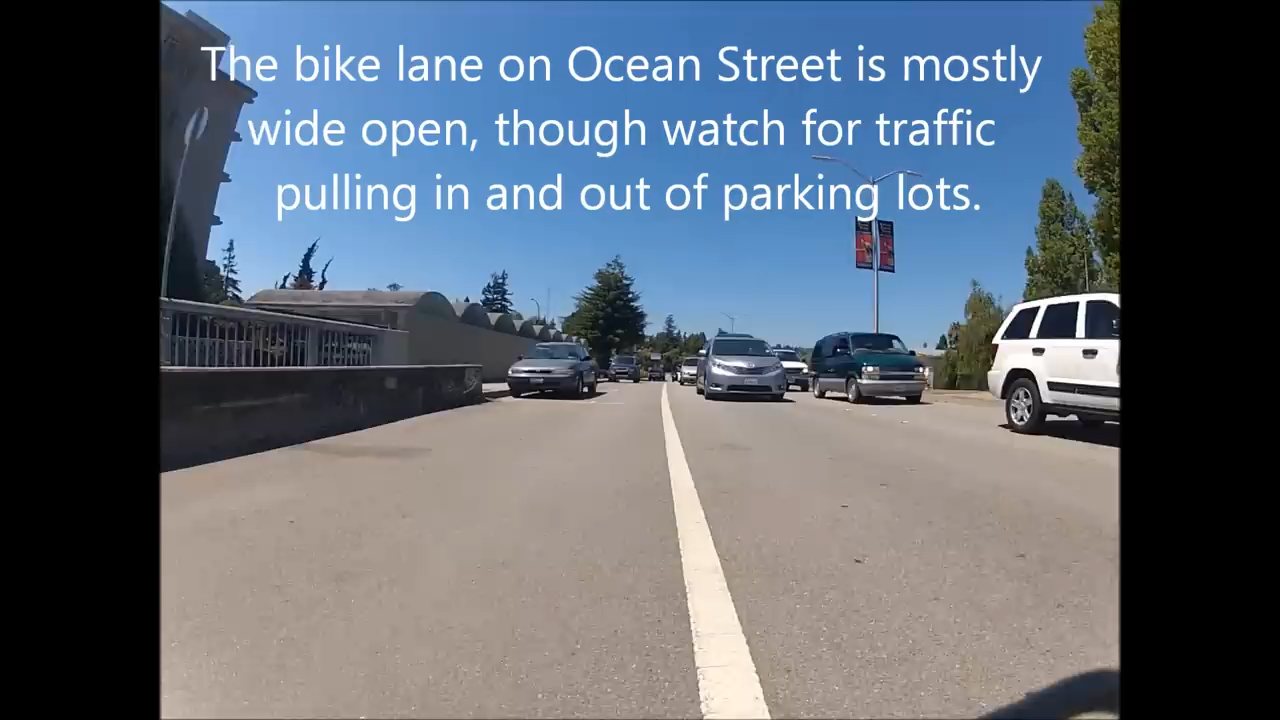 The bike lane on Ocean Street is mostly
wide open, though watch for traffic
pulling in and out of parking lots.